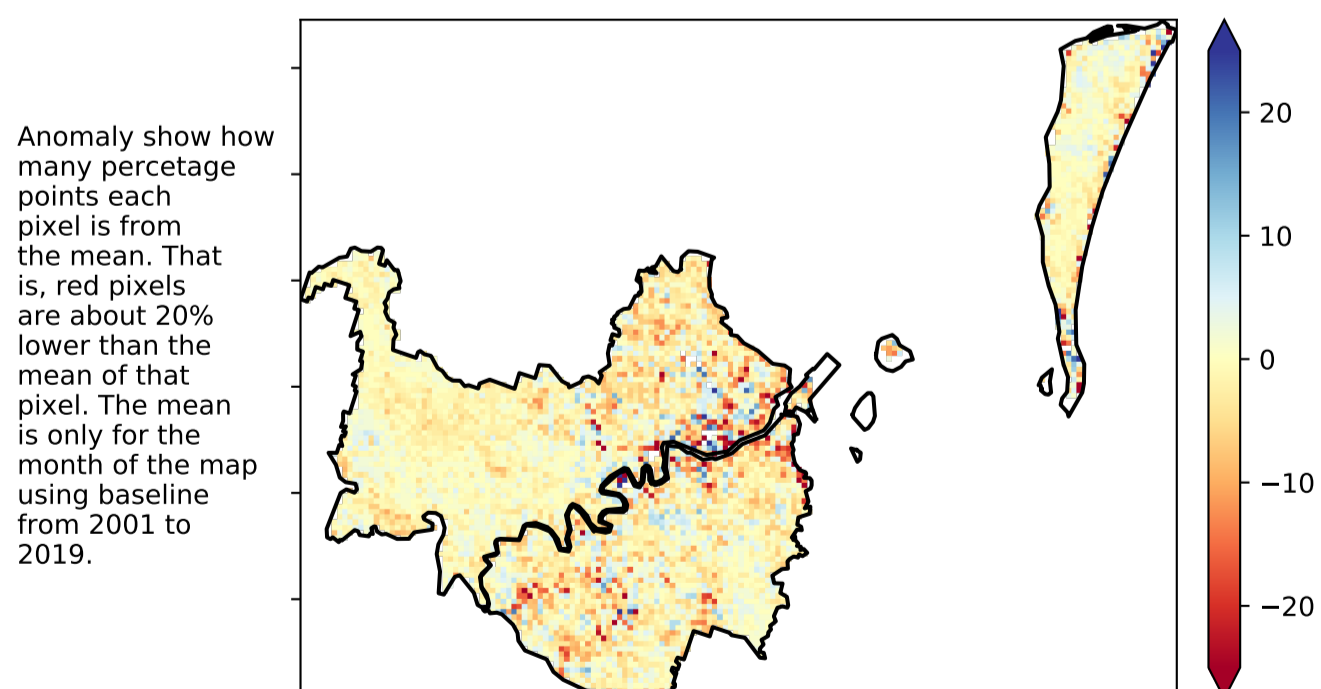 Anomaly show how
many percetage
points each
pixel is from
the mean. That
is, red pixels
are about 20%
lower than the
mean of that
pixel. The mean
is only for the
month of the map
using baseline
from 2001 to
2019.
20
10
0
−10
−20